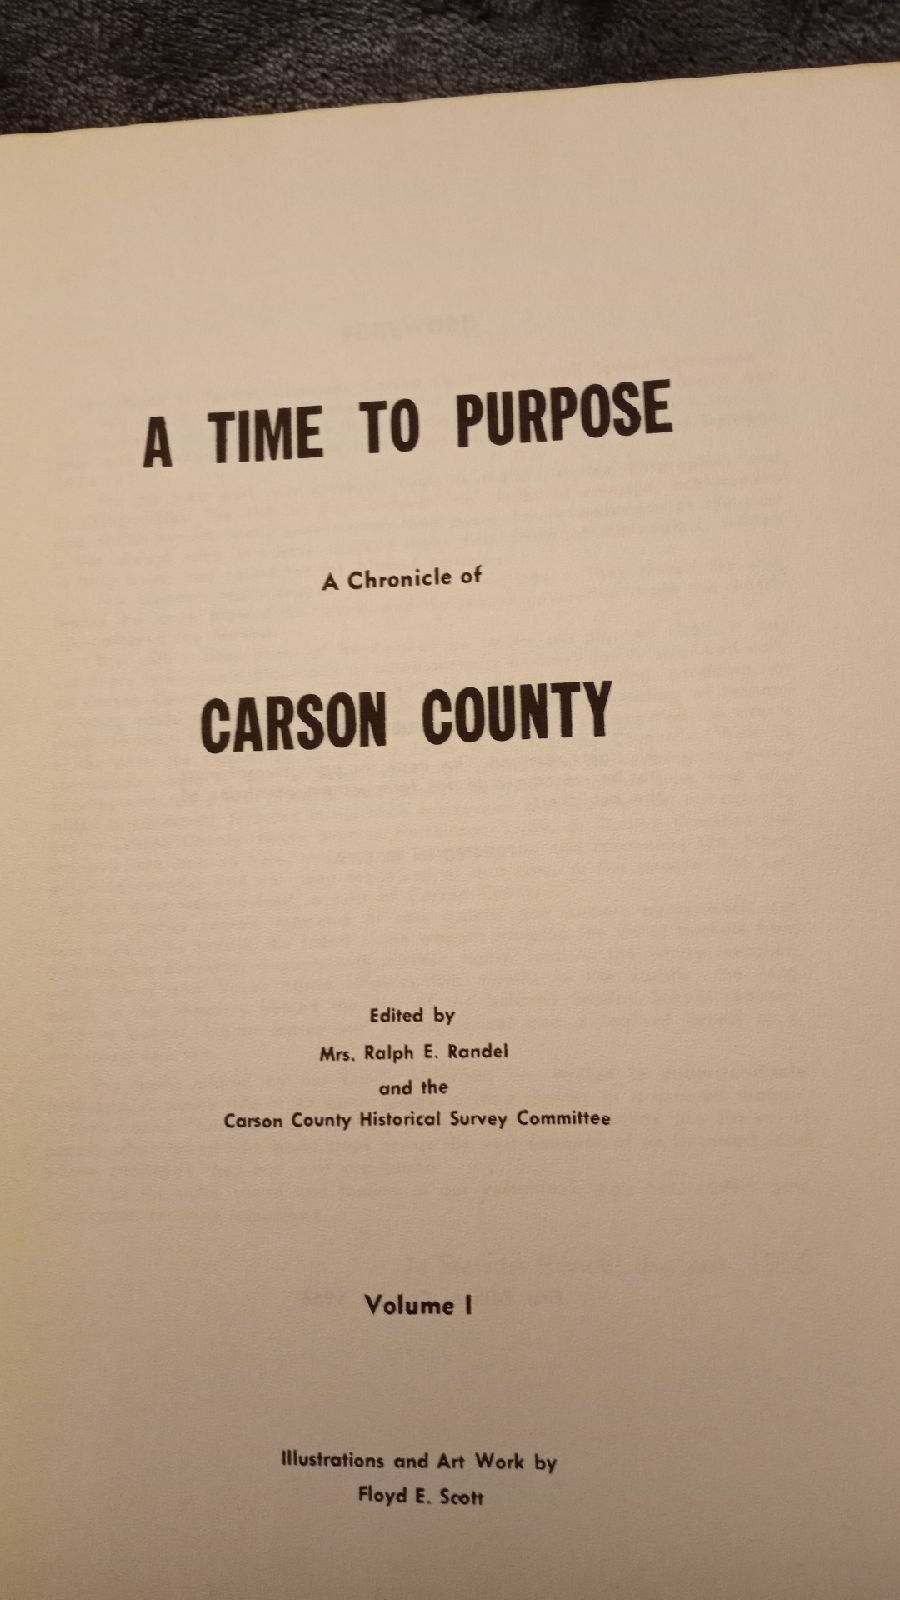 A TIME TO PURPOSE
A Chronicle of
CARSON COUNTY
Edited by
Mrs. Ralph E. Randel
and the
Carson County Historical Survey Committee
Volume I
Illustrations and Art Work by
Floyd E. Scott